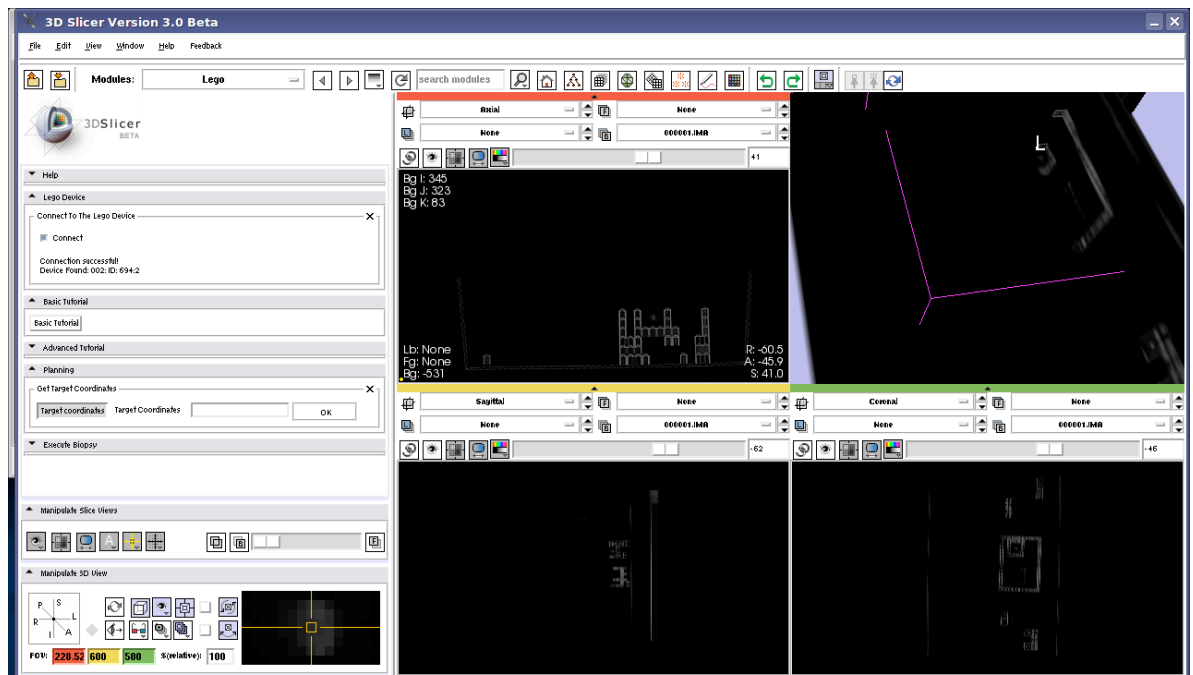 3D Slicer Version 3.0 Beta
File Edit View Window Help Feedback
Modules: Lego search modules
3DSlicer
BETA
Help
Lego Device
Connect To The Lego Device
Connect
Connection successful!
Device Found: 002: ID: 694:2
Basic Tutorial
Basic Tutorial
Advanced Tutorial
Planning
Get Target Coordinates
Target coordinates Target Coordinates OK
Execute Biopsy
Manipulate Slice Views
A B F
Manipulate 3D View
P S
R L
I A
FOV: 228.52 600 500 %(relative): 100
Axial F None
None B 000001.IMA
41
Bg I: 345
Bg J: 323
Bg K: 83
Lb: None
Fg: None
Bg: -531
R: -60.5
A: -45.9
S: 41.0
L
Sagittal F None
None B 000001.IMA
-62
Coronal F None
None B 000001.IMA
-46